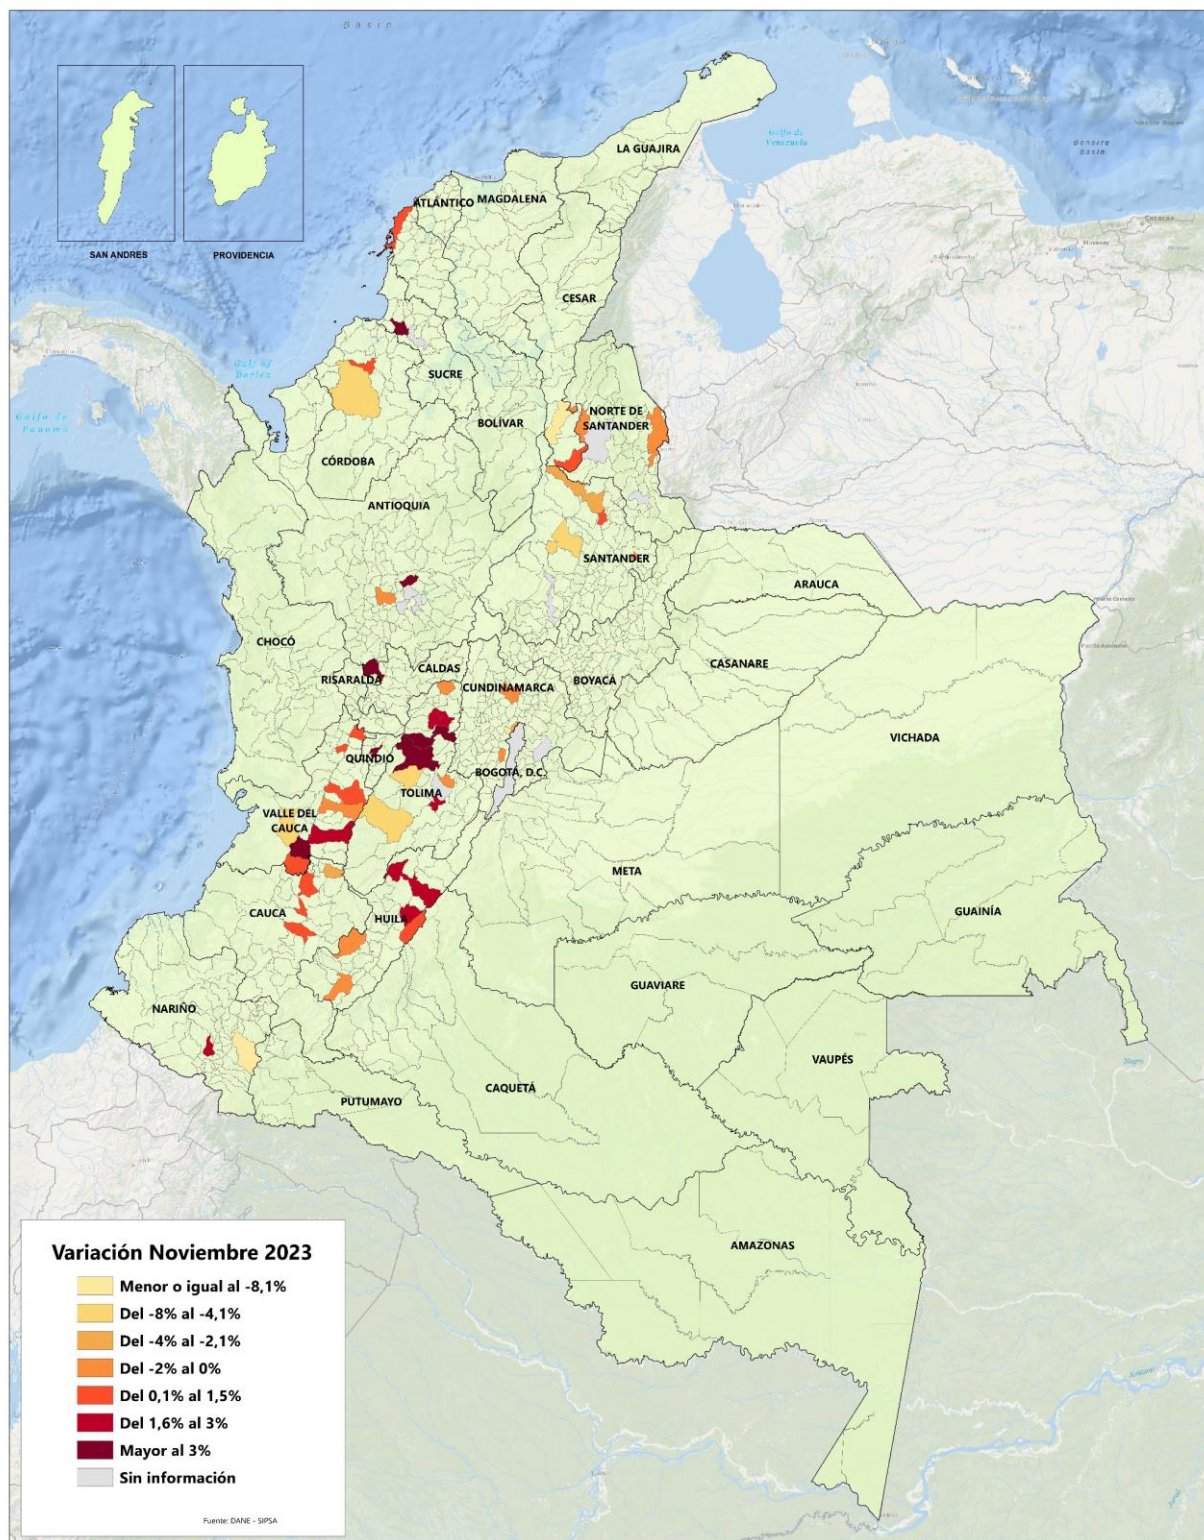 Basin
Golfo de
Venezuela
Bonaire
Basin
Caracas
SAN ANDRES
PROVIDENCIA
LA GUAJIRA
ATLÁNTICO
MAGDALENA
CESAR
Gulf of
Darien
SUCRE
Golfo de
Panamá
BOLÍVAR
NORTE DE
SANTANDER
CÓRDOBA
ANTIOQUIA
SANTANDER
ARAUCA
CHOCÓ
CASANARE
CALDAS
RISARALDA
CUNDINAMARCA
BOYACÁ
VICHADA
QUINDÍO
BOGOTÁ, D.C.
TOLIMA
VALLE DEL
CAUCA
META
GUAINÍA
CAUCA
HUILA
GUAVIARE
NARIÑO
VAUPÉS
CAQUETÁ
PUTUMAYO
AMAZONAS
Variación Noviembre 2023
Menor o igual al -8,1%
Del -8% al -4,1%
Del -4% al -2,1%
Del -2% al 0%
Del 0,1% al 1,5%
Del 1,6% al 3%
Mayor al 3%
Sin información
Fuente: DANE - SIPSA